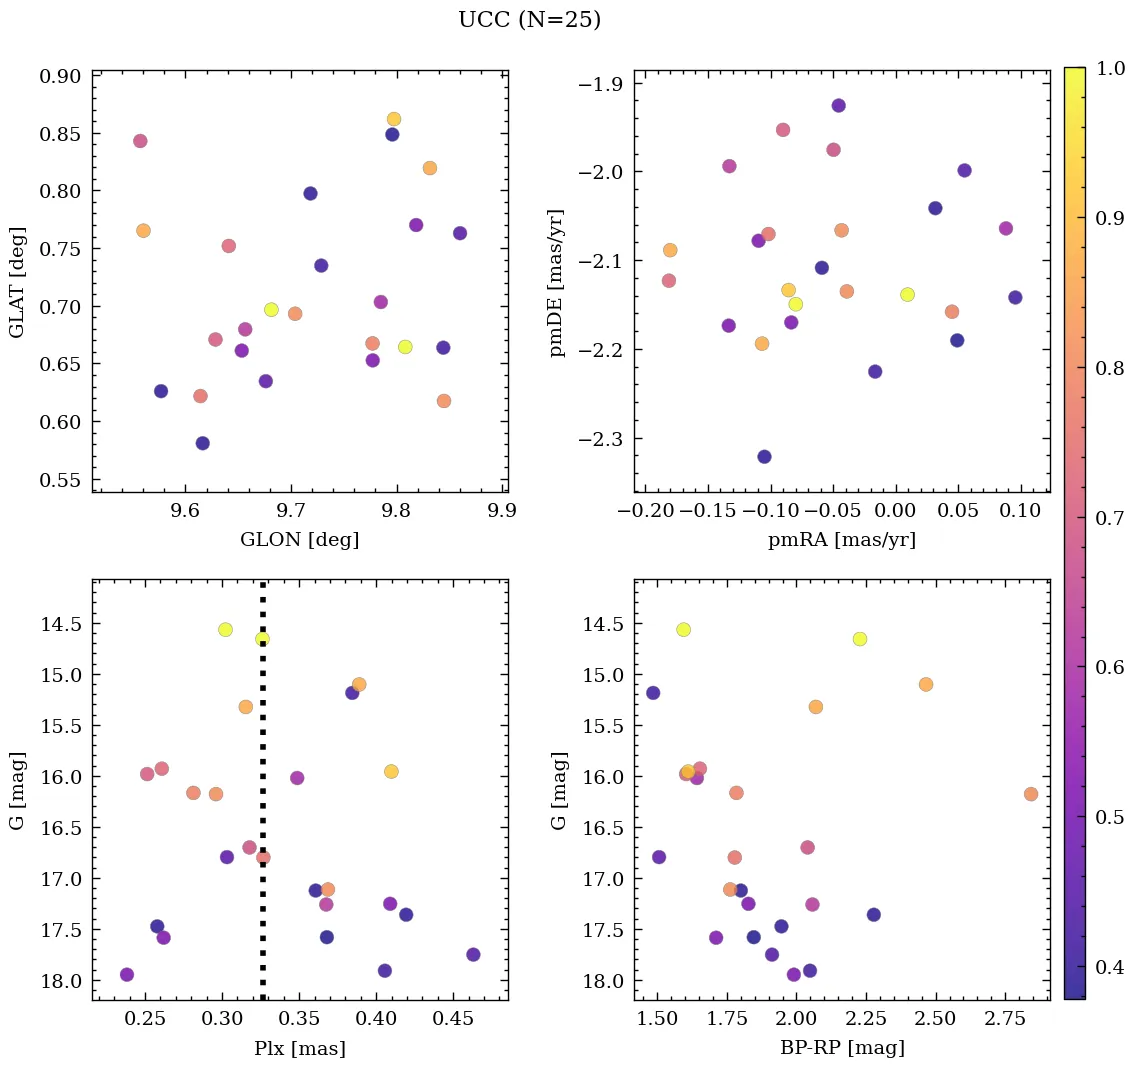 UCC (N=25)
0.90
0.85
0.80
0.75
0.70
0.65
0.60
0.55
GLAT [deg]
9.6 9.7 9.8 9.9
GLON [deg]
−1.9
−2.0
−2.1
−2.2
−2.3
pmDE [mas/yr]
−0.20 −0.15 −0.10 −0.05 0.00 0.05 0.10
pmRA [mas/yr]
14.5
15.0
15.5
16.0
16.5
17.0
17.5
18.0
G [mag]
0.25 0.30 0.35 0.40 0.45
Plx [mas]
14.5
15.0
15.5
16.0
16.5
17.0
17.5
18.0
G [mag]
1.50 1.75 2.00 2.25 2.50 2.75
BP-RP [mag]
1.0
0.9
0.8
0.7
0.6
0.5
0.4